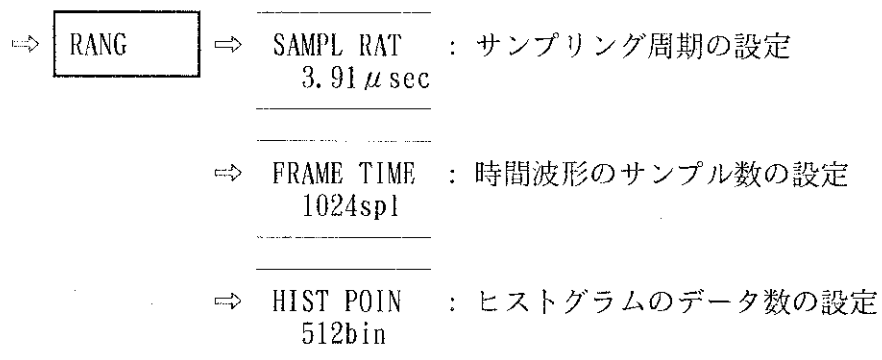 ⇨ RANG ⇨ SAMPL RAT : サンプリング周期の設定
3.91μsec
⇨ FRAME TIME : 時間波形のサンプル数の設定
1024spl
⇨ HIST POIN : ヒストグラムのデータ数の設定
512bin